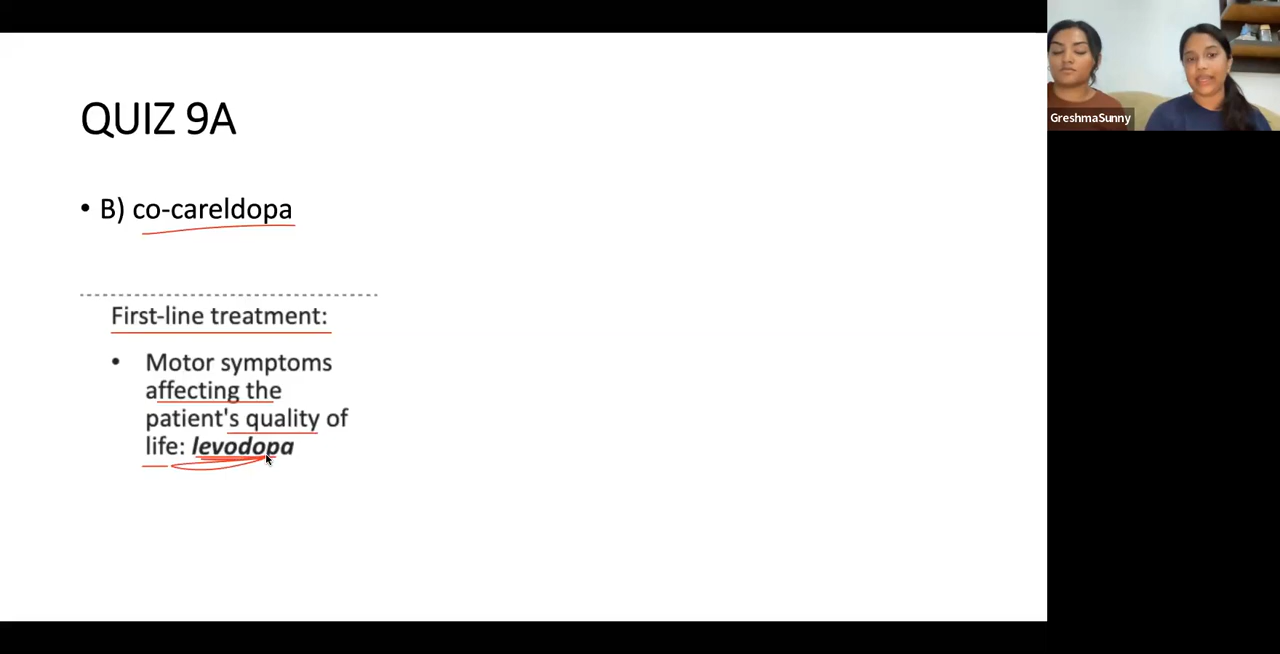 QUIZ 9A
• B) co-careldopa
First-line treatment:
• Motor symptoms
affecting the
patient's quality of
life: levodopa
GreshmaSunny